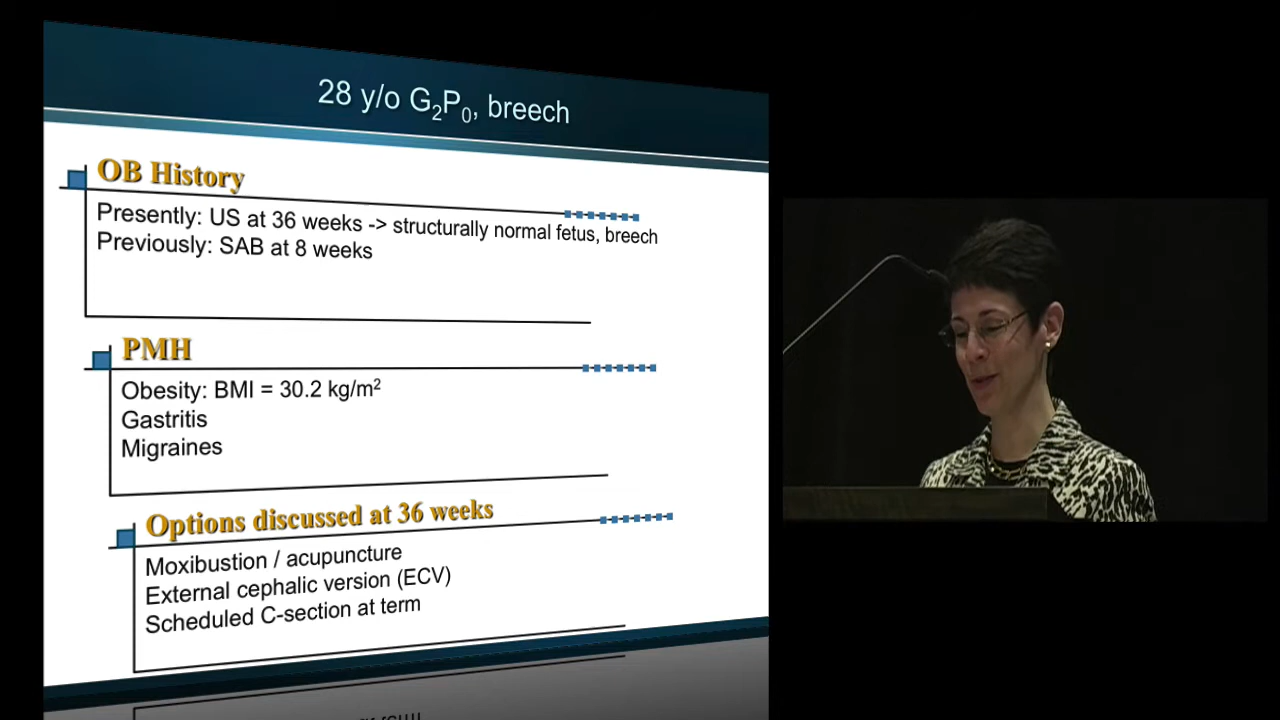 28 y/o G₂P₀, breech
OB History
Presently: US at 36 weeks -> structurally normal fetus, breech
Previously: SAB at 8 weeks
PMH
Obesity: BMI = 30.2 kg/m²
Gastritis
Migraines
Options discussed at 36 weeks
Moxibustion / acupuncture
External cephalic version (ECV)
Scheduled C-section at term